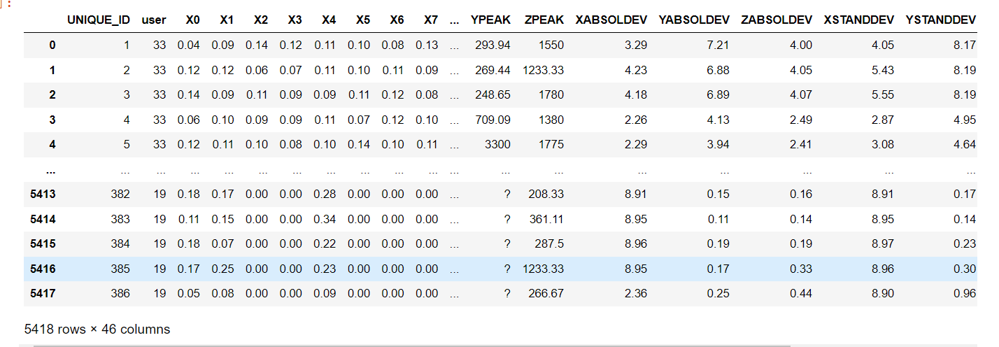 ]:
UNIQUE_ID user X0 X1 X2 X3 X4 X5 X6 X7 ... YPEAK ZPEAK XABSOLDEV YABSOLDEV ZABSOLDEV XSTANDDEV YSTANDDEV
0 1 33 0.04 0.09 0.14 0.12 0.11 0.10 0.08 0.13 ... 293.94 1550 3.29 7.21 4.00 4.05 8.17
1 2 33 0.12 0.12 0.06 0.07 0.11 0.10 0.11 0.09 ... 269.44 1233.33 4.23 6.88 4.05 5.43 8.19
2 3 33 0.14 0.09 0.11 0.09 0.09 0.11 0.12 0.08 ... 248.65 1780 4.18 6.89 4.07 5.55 8.19
3 4 33 0.06 0.10 0.09 0.09 0.11 0.07 0.12 0.10 ... 709.09 1380 2.26 4.13 2.49 2.87 4.95
4 5 33 0.12 0.11 0.10 0.08 0.10 0.14 0.10 0.11 ... 3300 1775 2.29 3.94 2.41 3.08 4.64
... ... ... ... ... ... ... ... ... ... ... ... ... ... ... ... ... ... ...
5413 382 19 0.18 0.17 0.00 0.00 0.28 0.00 0.00 0.00 ... ? 208.33 8.91 0.15 0.16 8.91 0.17
5414 383 19 0.11 0.15 0.00 0.00 0.34 0.00 0.00 0.00 ... ? 361.11 8.95 0.11 0.14 8.95 0.14
5415 384 19 0.18 0.07 0.00 0.00 0.22 0.00 0.00 0.00 ... ? 287.5 8.96 0.19 0.19 8.97 0.23
5416 385 19 0.17 0.25 0.00 0.00 0.23 0.00 0.00 0.00 ... ? 1233.33 8.95 0.17 0.33 8.96 0.30
5417 386 19 0.05 0.08 0.00 0.00 0.09 0.00 0.00 0.00 ... ? 266.67 2.36 0.25 0.44 8.90 0.96
5418 rows × 46 columns